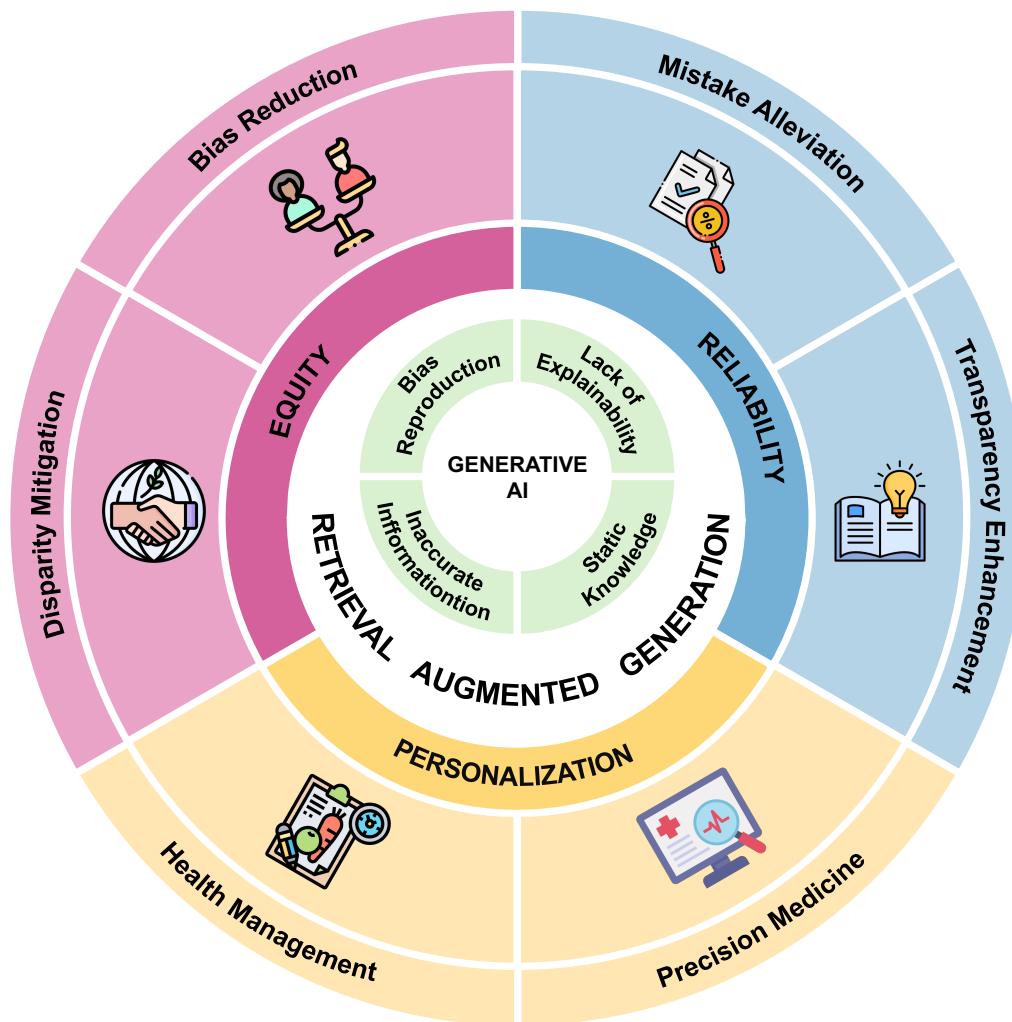 Bias Reduction
Mistake Alleviation
Disparity Mitigation
Transparency Enhancement
Health Management
Precision Medicine
EQUITY
RELIABILITY
PERSONALIZATION
RETRIEVAL AUGMENTED GENERATION
Bias
Reproduction
Lack of
Explainability
Inaccurate
Infformationtion
Static
Knowledge
GENERATIVE
AI
%